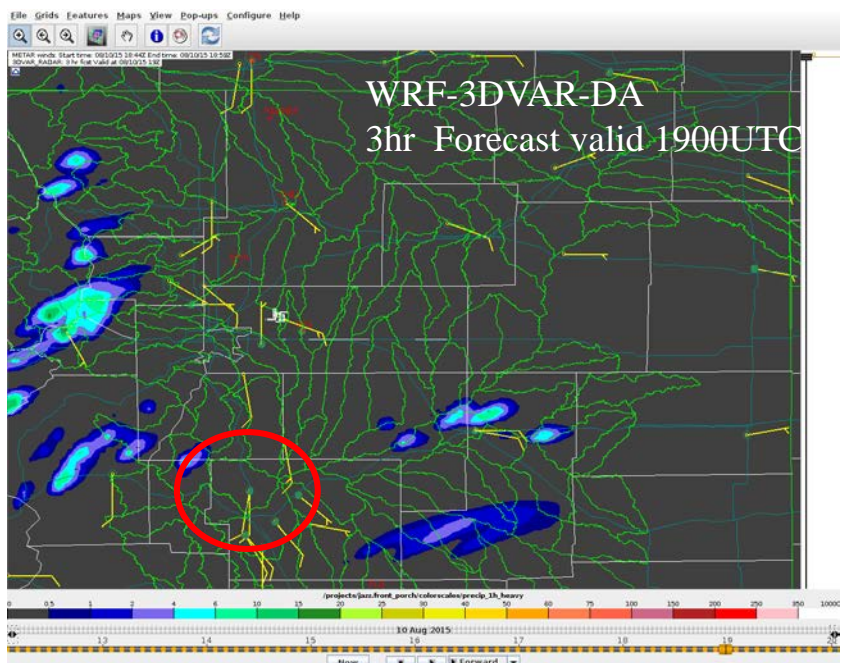 File Grids Features Maps View Pop-ups Configure Help
METAR winds: Start time: 08/10/15 18:44Z End time: 08/10/15 18:59Z
3DVAR_RADAR: 3 hr fcst Valid at 08/10/15 19Z
WRF-3DVAR-DA
3hr Forecast valid 1900UTC
/projects/jazz.front_porch/colorscales/precip_1h_heavy
0 0.5 1 2 4 6 10 15 20 25 30 40 50 60 75 100 150 200 250 350 10000
10 Aug 2015
13 14 15 16 17 18 19 20
Now Forward